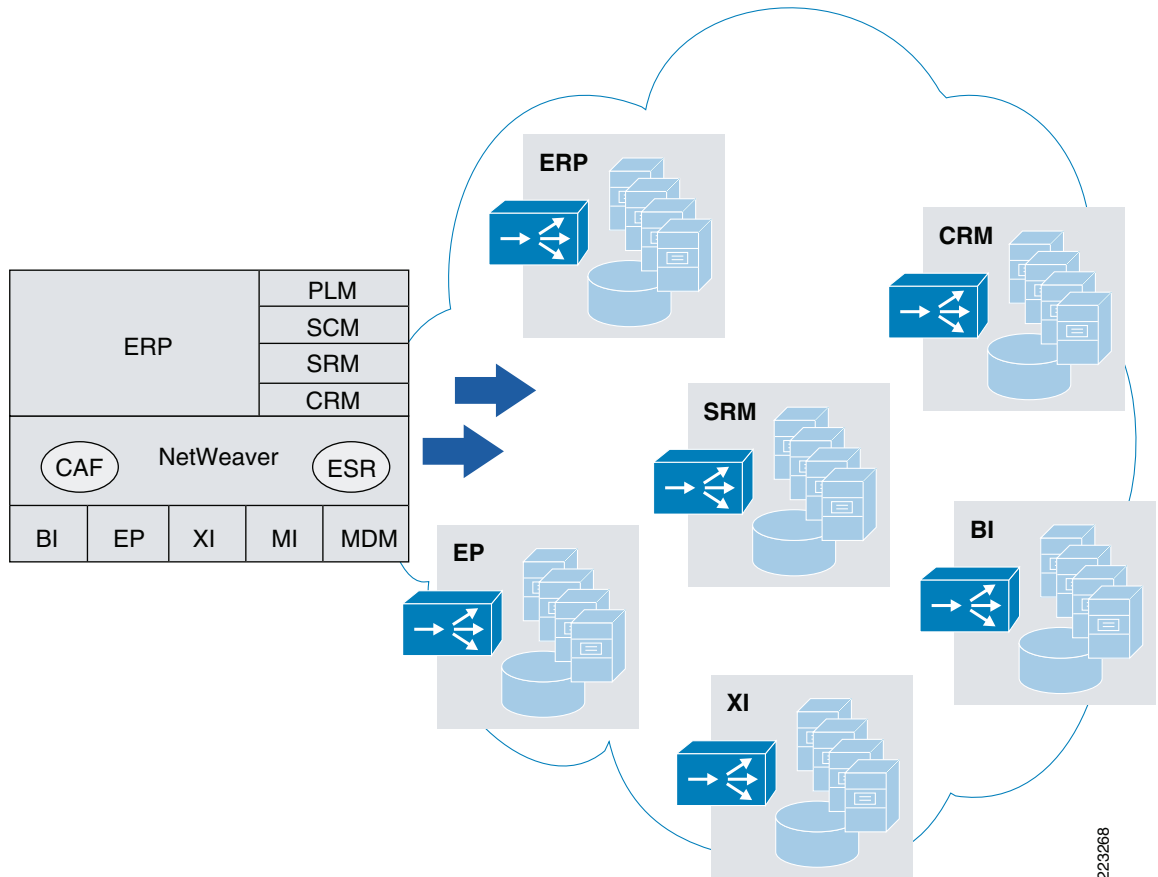 ERP
PLM
SCM
SRM
CRM
CAF
NetWeaver
ESR
BI EP XI MI MDM
ERP
CRM
SRM
EP
BI
XI
223268